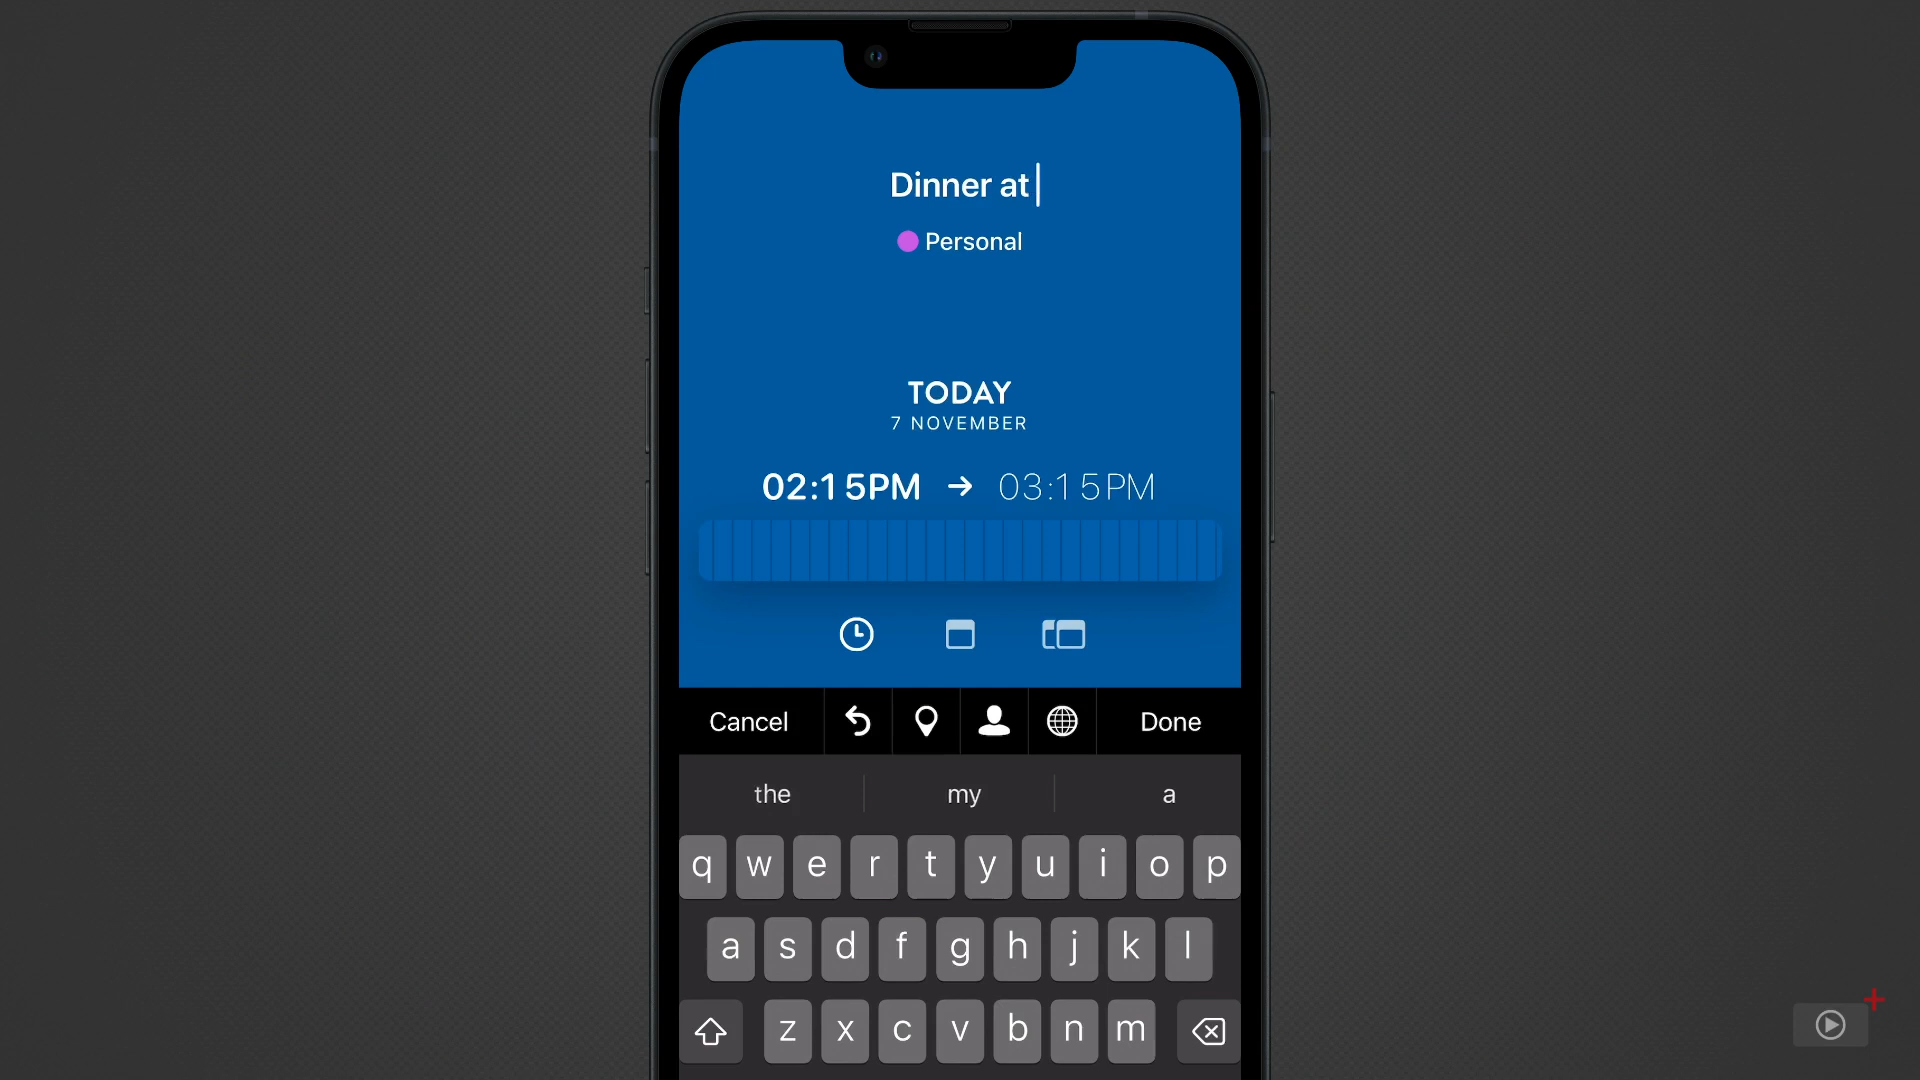 Dinner at
Personal
TODAY
7 NOVEMBER
02:15PM → 03:15PM
Cancel Done
the my a
q w e r t y u i o p
a s d f g h j k l
z x c v b n m